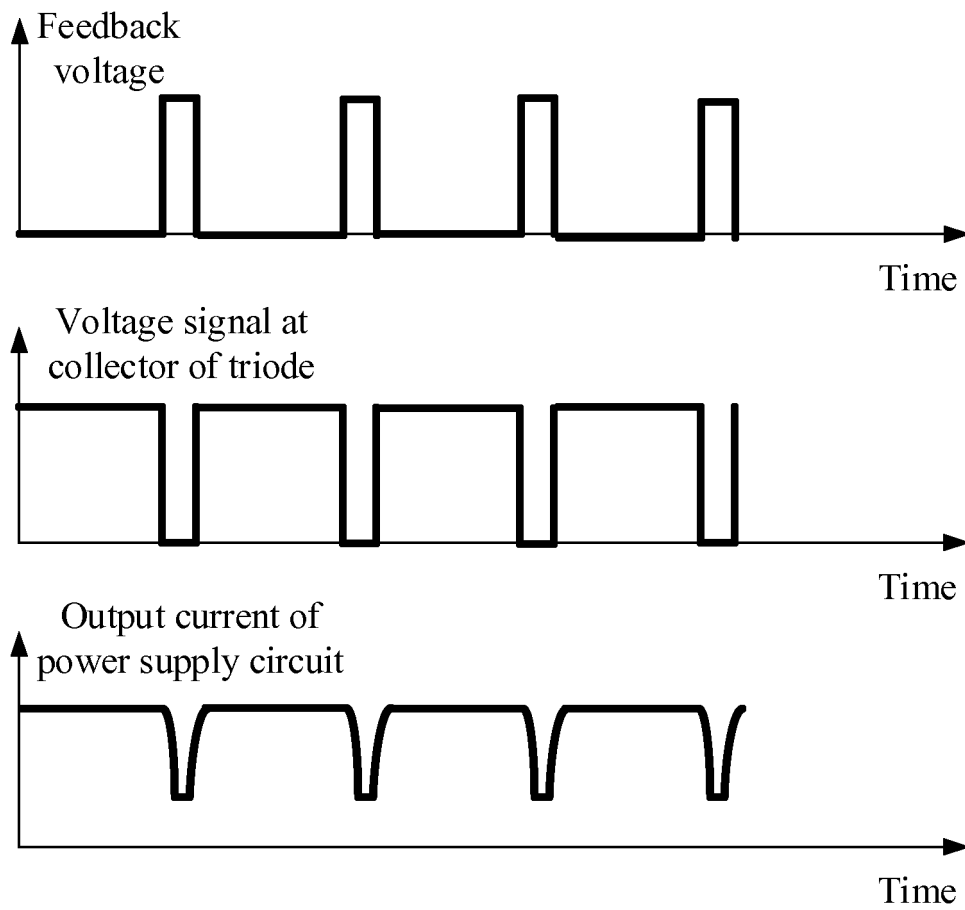 Feedback
voltage
Time
Voltage signal at
collector of triode
Time
Output current of
power supply circuit
Time